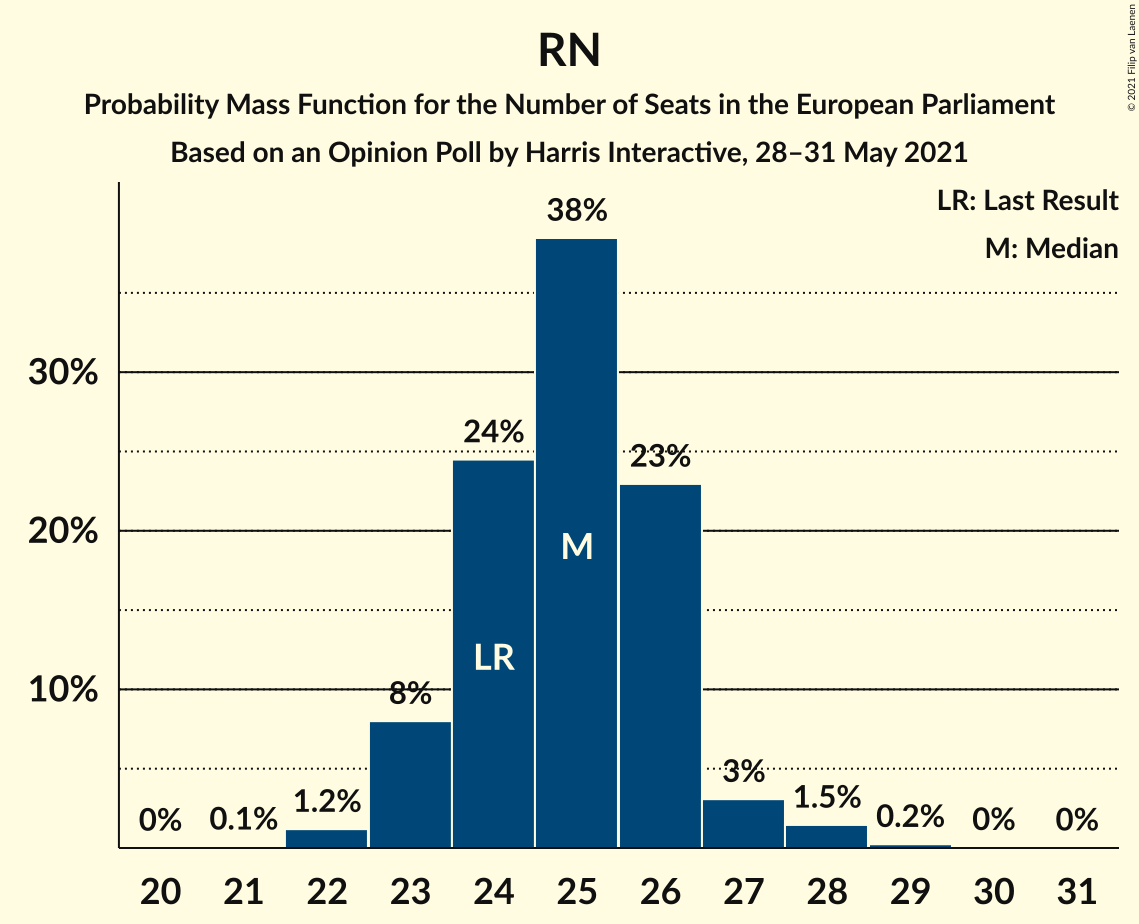 RN
Probability Mass Function for the Number of Seats in the European Parliament
Based on an Opinion Poll by Harris Interactive, 28–31 May 2021
© 2021 Filip van Laenen
LR: Last Result
M: Median
30%
20%
10%
0%
0.1%
1.2%
8%
24%
38%
23%
3%
1.5%
0.2%
0%
0%
LR
M
20 21 22 23 24 25 26 27 28 29 30 31